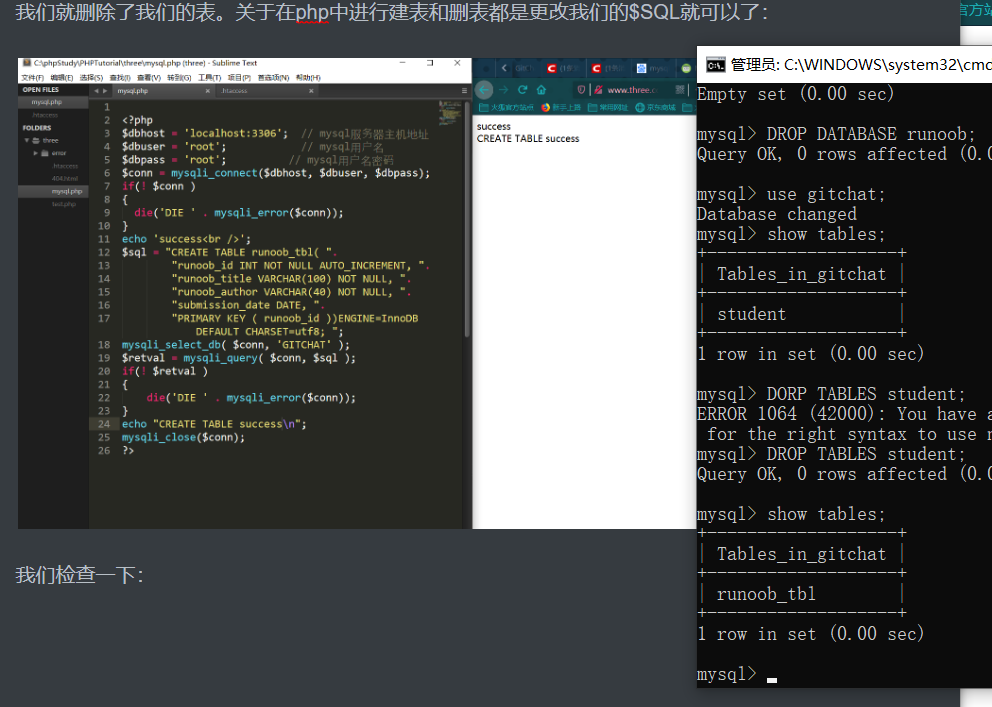 我们就删除了我们的表。关于在php中进行建表和删表都是更改我们的$SQL就可以了：
C:\phpStudy\PHPTutorial\three\mysql.php (three) - Sublime Text
文件(F) 编辑(E) 选择(S) 查找(I) 查看(V) 转到(G) 工具(T) 项目(P) 首选项(N) 帮助(H)
OPEN FILES
mysql.php
.htaccess
FOLDERS
three
error
.htaccess
404.html
mysql.php
test.php
mysql.php
.htaccess
1
2 <?php
3 $dbhost = 'localhost:3306'; // mysql服务器主机地址
4 $dbuser = 'root'; // mysql用户名
5 $dbpass = 'root'; // mysql用户名密码
6 $conn = mysqli_connect($dbhost, $dbuser, $dbpass);
7 if(! $conn )
8 {
9 die('DIE ' . mysqli_error($conn));
10 }
11 echo 'success<br />';
12 $sql = "CREATE TABLE runoob_tbl( ".
13 "runoob_id INT NOT NULL AUTO_INCREMENT, ".
14 "runoob_title VARCHAR(100) NOT NULL, ".
15 "runoob_author VARCHAR(40) NOT NULL, ".
16 "submission_date DATE, ".
17 "PRIMARY KEY ( runoob_id ))ENGINE=InnoDB
DEFAULT CHARSET=utf8; ";
18 mysqli_select_db( $conn, 'GITCHAT' );
19 $retval = mysqli_query( $conn, $sql );
20 if(! $retval )
21 {
22 die('DIE ' . mysqli_error($conn));
23 }
24 echo "CREATE TABLE success\n";
25 mysqli_close($conn);
26 ?>
www.three.c
火狐官方站点 新手上路 常用网址 京东商城
success
CREATE TABLE success
我们检查一下：
官方站
管理员: C:\WINDOWS\system32\cmd
Empty set (0.00 sec)
mysql> DROP DATABASE runoob;
Query OK, 0 rows affected (0.0
mysql> use gitchat;
Database changed
mysql> show tables;
+-------------------+
| Tables_in_gitchat |
+-------------------+
| student |
+-------------------+
1 row in set (0.00 sec)
mysql> DORP TABLES student;
ERROR 1064 (42000): You have a
for the right syntax to use n
mysql> DROP TABLES student;
Query OK, 0 rows affected (0.0
mysql> show tables;
+-------------------+
| Tables_in_gitchat |
+-------------------+
| runoob_tbl |
+-------------------+
1 row in set (0.00 sec)
mysql>